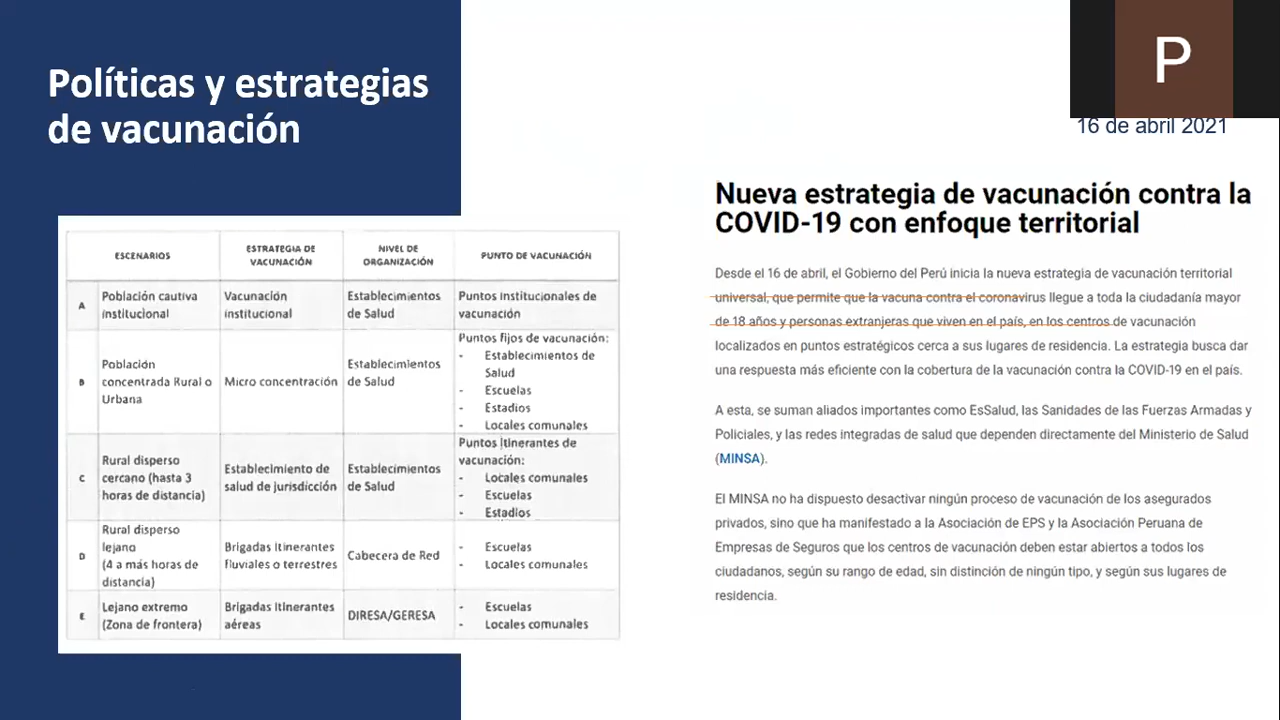 Políticas y estrategias
de vacunación
P
16 de abril 2021
ESCENARIOS
ESTRATEGIA DE
VACUNACIÓN
NIVEL DE
ORGANIZACIÓN
PUNTO DE VACUNACIÓN
A
Población cautiva
institucional
Vacunación
institucional
Establecimientos
de Salud
Puntos institucionales de
vacunación
B
Población
concentrada Rural o
Urbana
Micro concentración
Establecimientos
de Salud
Puntos fijos de vacunación:
- Establecimientos de
Salud
- Escuelas
- Estadios
- Locales comunales
C
Rural disperso
cercano (hasta 3
horas de distancia)
Establecimiento de
salud de jurisdicción
Establecimientos
de Salud
Puntos itinerantes de
vacunación:
- Locales comunales
- Escuelas
- Estadios
D
Rural disperso
lejano
(4 a más horas de
distancia)
Brigadas itinerantes
fluviales o terrestres
Cabecera de Red
- Escuelas
- Locales comunales
E
Lejano extremo
(Zona de frontera)
Brigadas itinerantes
aéreas
DIRESA/GERESA
- Escuelas
- Locales comunales
Nueva estrategia de vacunación contra la
COVID-19 con enfoque territorial
Desde el 16 de abril, el Gobierno del Perú inicia la nueva estrategia de vacunación territorial
universal, que permite que la vacuna contra el coronavirus llegue a toda la ciudadanía mayor
de 18 años y personas extranjeras que viven en el país, en los centros de vacunación
localizados en puntos estratégicos cerca a sus lugares de residencia. La estrategia busca dar
una respuesta más eficiente con la cobertura de la vacunación contra la COVID-19 en el país.
A esta, se suman aliados importantes como EsSalud, las Sanidades de las Fuerzas Armadas y
Policiales, y las redes integradas de salud que dependen directamente del Ministerio de Salud
(MINSA).
El MINSA no ha dispuesto desactivar ningún proceso de vacunación de los asegurados
privados, sino que ha manifestado a la Asociación de EPS y la Asociación Peruana de
Empresas de Seguros que los centros de vacunación deben estar abiertos a todos los
ciudadanos, según su rango de edad, sin distinción de ningún tipo, y según sus lugares de
residencia.